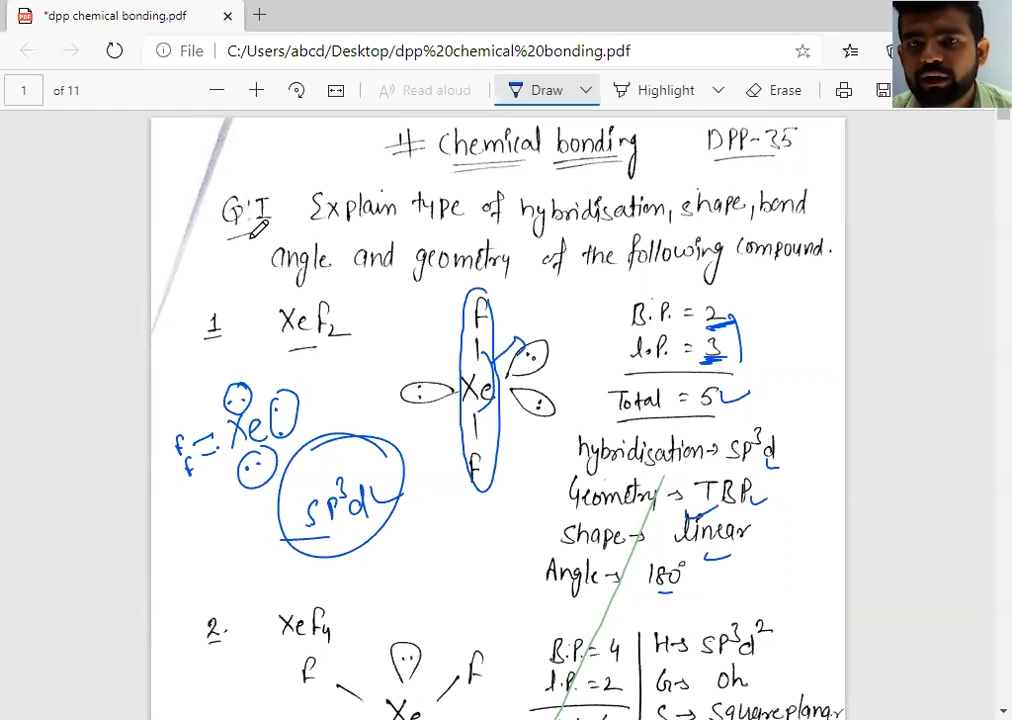 *dpp chemical bonding.pdf
File C:/Users/abcd/Desktop/dpp%20chemical%20bonding.pdf
1 of 11 Read aloud Draw Highlight Erase
# Chemical bonding DPP-35
Q.I Explain type of hybridisation, shape, bond
angle and geometry of the following compound.
1 XeF2
F
Xe
F
B.P. = 2
l.P. = 3
Total = 5
F
F
Xe
sp3d
hybridisation→ sp3d
Geometry → TBP
Shape→ linear
Angle→ 180°
2. XeF4
F F
Xe
B.P. = 4
l.P. = 2
H→ sp3d2
G→ Oh
S→ Square planar